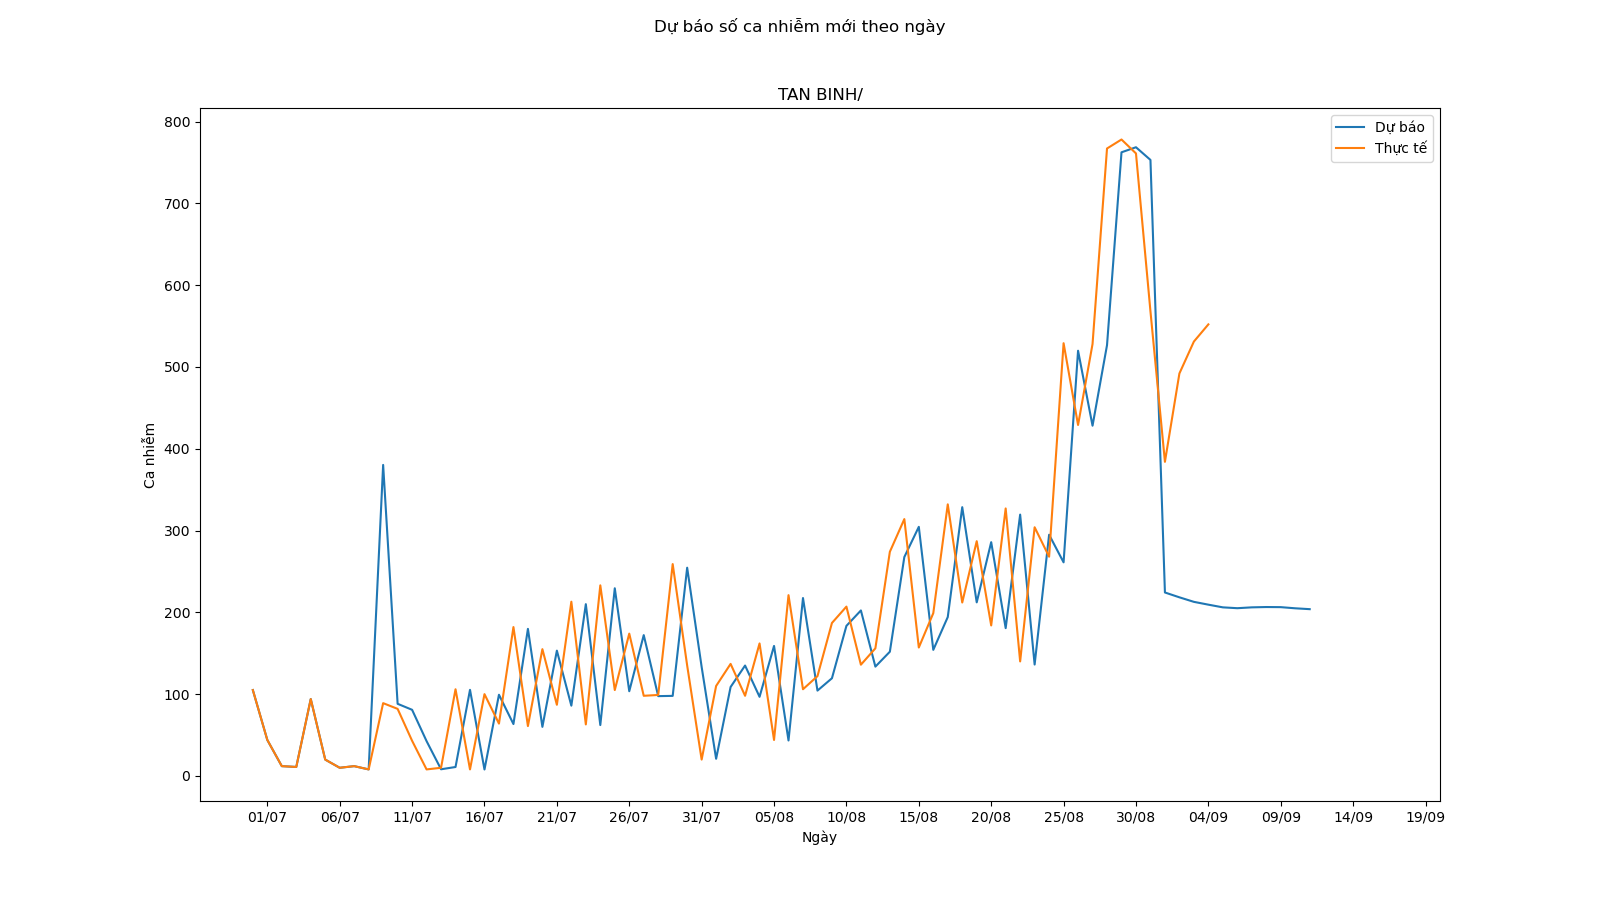 Dự báo số ca nhiễm mới theo ngày
TAN BINH/
Dự báo
Thực tế
800
700
600
500
400
300
200
100
0
Ca nhiễm
01/07 06/07 11/07 16/07 21/07 26/07 31/07 05/08 10/08 15/08 20/08 25/08 30/08 04/09 09/09 14/09 19/09
Ngày